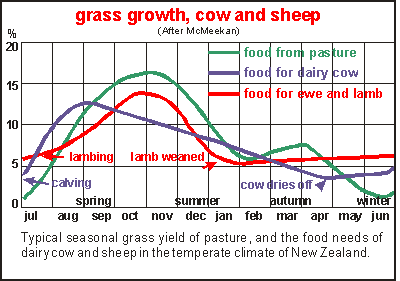 grass growth, cow and sheep
(After McMeekan)
20
%
15
10
5
0
food from pasture
food for dairy cow
food for ewe and lamb
lambing
lamb weaned
calving
cow dries off
spring summer autumn winter
jul aug sep oct nov dec jan feb mar apr may jun
Typical seasonal grass yield of pasture, and the food needs of
dairy cow and sheep in the temperate climate of New Zealand.